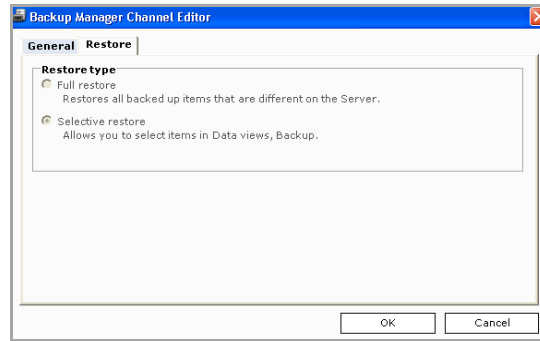 Backup Manager Channel Editor
General Restore
Restore type
Full restore
Restores all backed up items that are different on the Server.
Selective restore
Allows you to select items in Data views, Backup.
OK Cancel